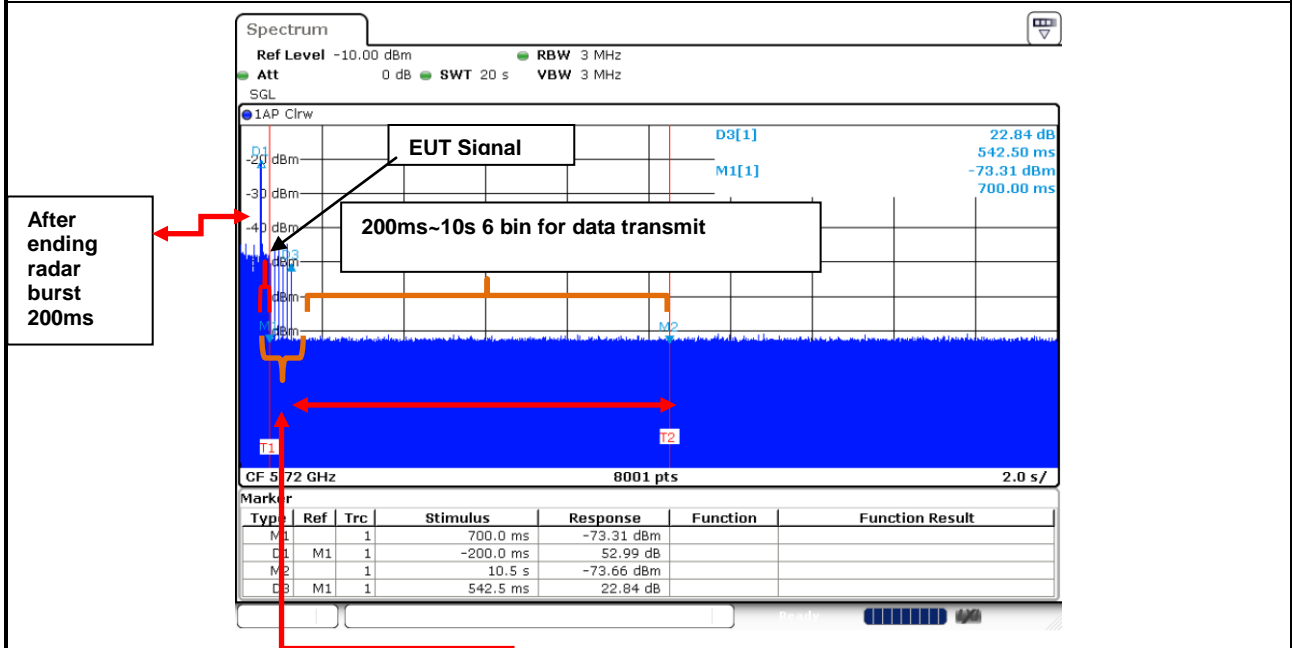 Spectrum
Ref Level -10.00 dBm RBW 3 MHz
Att 0 dB SWT 20 s VBW 3 MHz
SGL
1AP Clrw
D3[1] 22.84 dB
542.50 ms
M1[1] -73.31 dBm
700.00 ms
D1
-20 dBm
-30 dBm
-40 dBm
dBm
dBm
dBm
EUT Signal
200ms~10s 6 bin for data transmit
After
ending
radar
burst
200ms
D3
M2
T1
T2
CF 5.72 GHz 8001 pts 2.0 s/
Marker
Type Ref Trc Stimulus Response Function Function Result
M1 1 700.0 ms -73.31 dBm
D1 M1 1 -200.0 ms 52.99 dB
M2 1 10.5 s -73.66 dBm
D3 M1 1 542.5 ms 22.84 dB
Ready